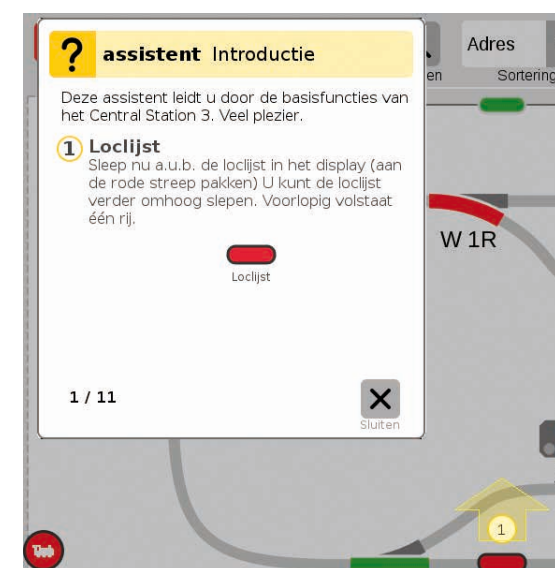 ? assistent Introductie
Deze assistent leidt u door de basisfuncties van
het Central Station 3. Veel plezier.
1 Loclijst
Sleep nu a.u.b. de loclijst in het display (aan
de rode streep pakken) U kunt de loclijst
verder omhoog slepen. Voorlopig volstaat
één rij.
Loclijst
1 / 11
Sluiten
Adres
en
Sortering
W 1R
1